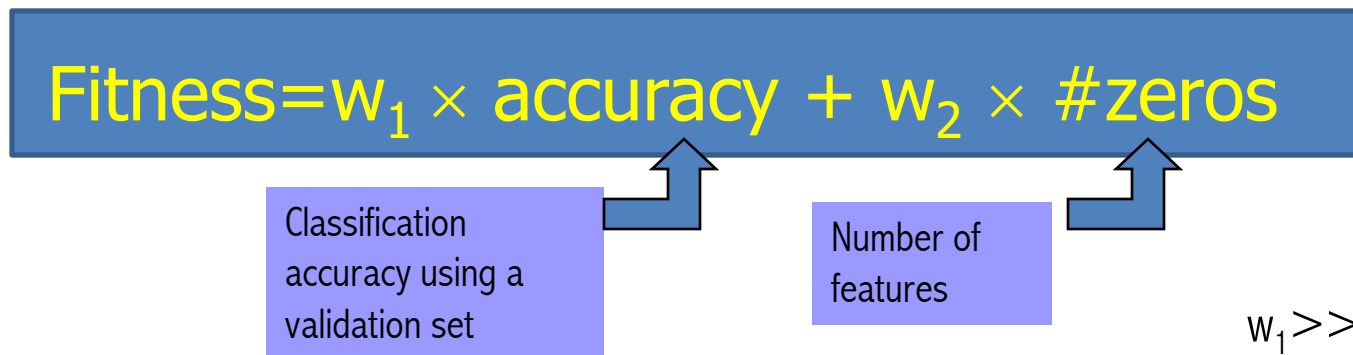 Fitness=w₁ × accuracy + w₂ × #zeros
Classification
accuracy using a
validation set
Number of
features
w₁>>